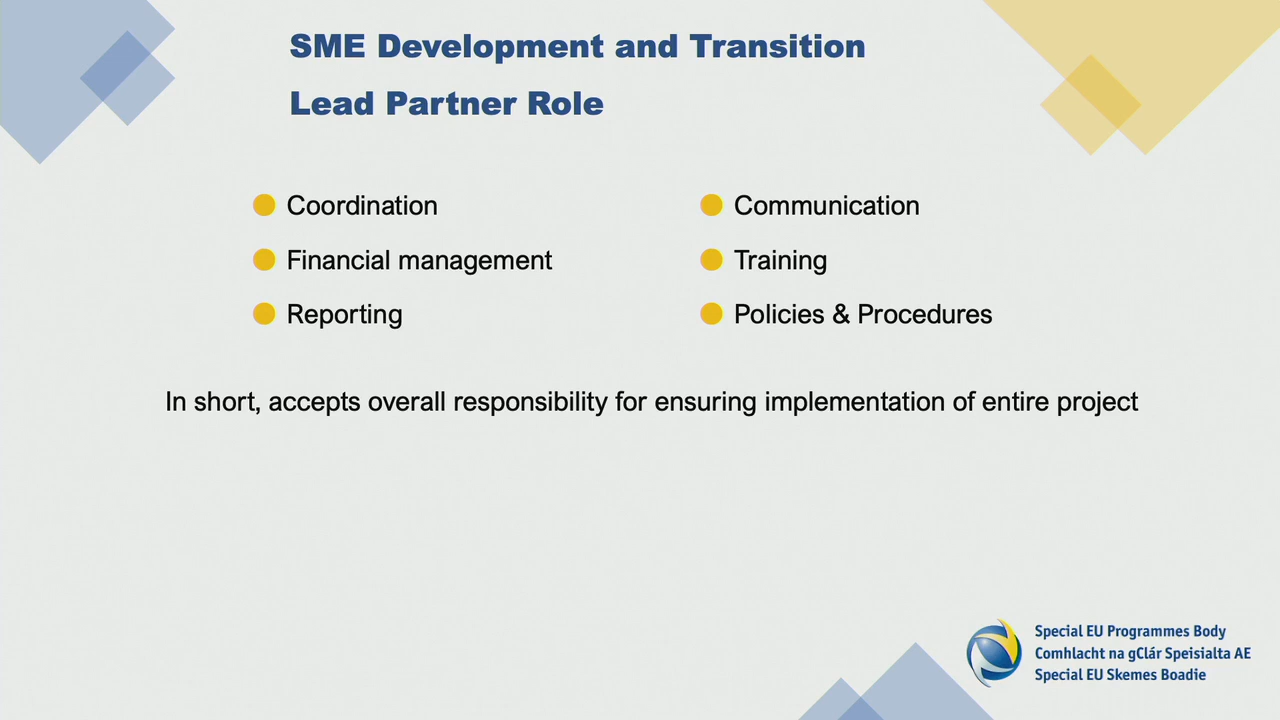 SME Development and Transition
Lead Partner Role
Coordination
Financial management
Reporting
Communication
Training
Policies & Procedures
In short, accepts overall responsibility for ensuring implementation of entire project
Special EU Programmes Body
Comhlacht na gClár Speisialta AE
Special EU Skemes Boadie